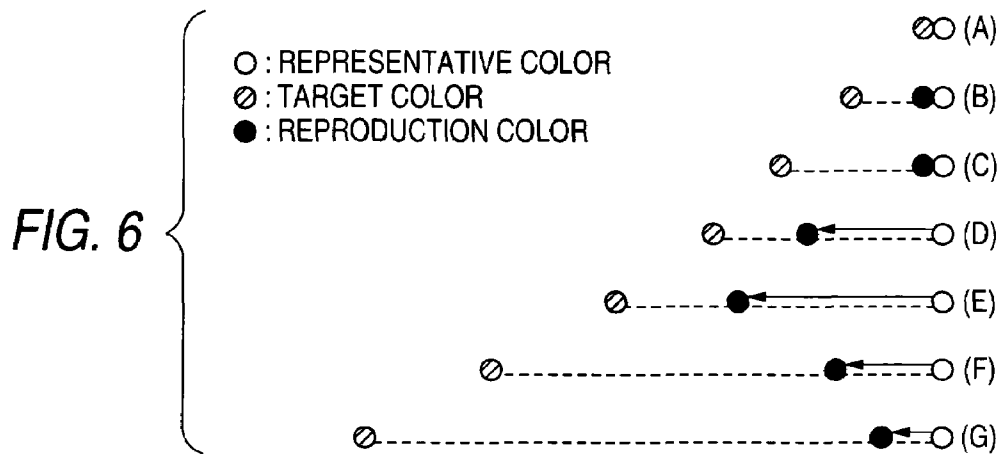 FIG. 6
○ : REPRESENTATIVE COLOR
⊘ : TARGET COLOR
● : REPRODUCTION COLOR
(A)
(B)
(C)
(D)
(E)
(F)
(G)